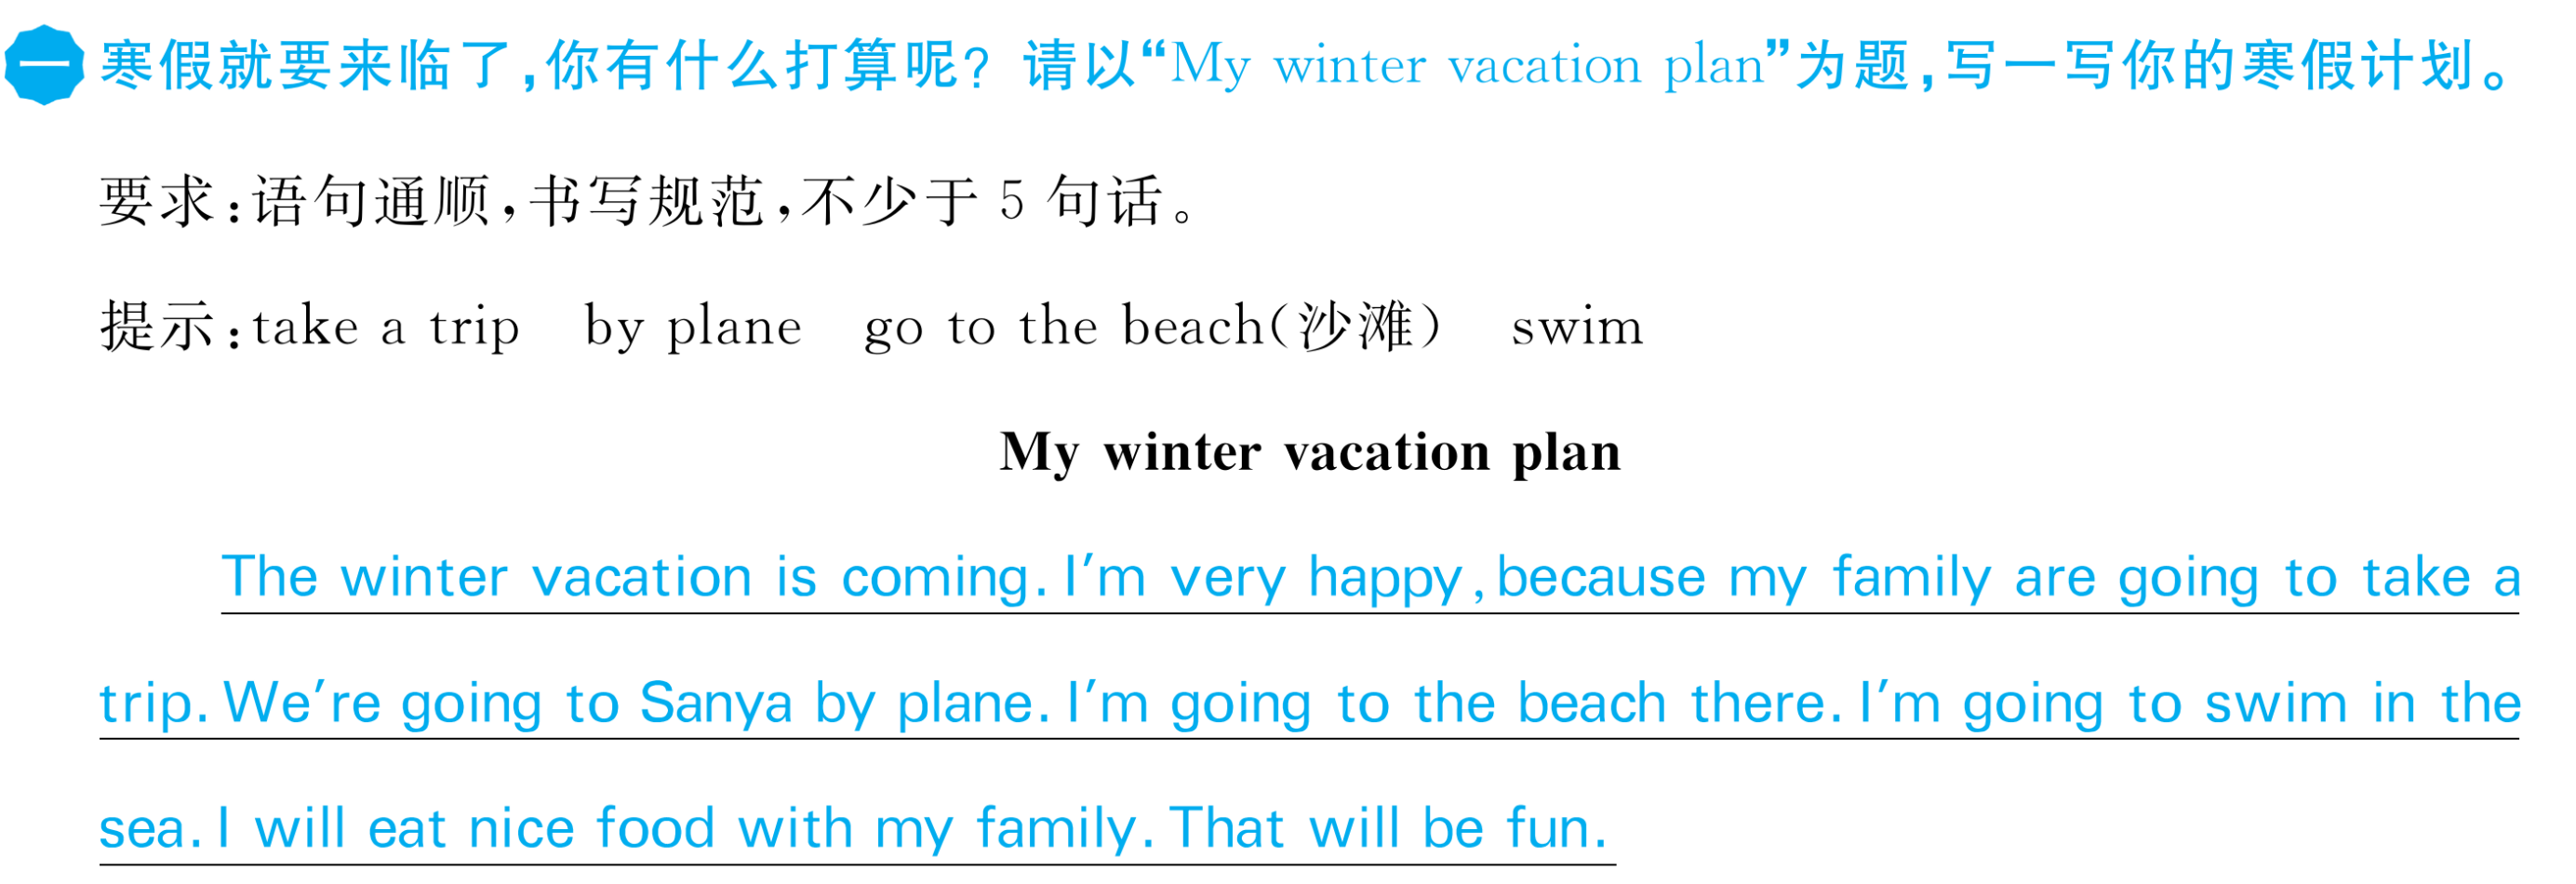 一 寒假就要来临了,你有什么打算呢? 请以“My winter vacation plan”为题,写一写你的寒假计划。
要求:语句通顺,书写规范,不少于 5 句话。
提示:take a trip by plane go to the beach(沙滩) swim
My winter vacation plan
The winter vacation is coming. I'm very happy, because my family are going to take a
trip. We're going to Sanya by plane. I'm going to the beach there. I'm going to swim in the
sea. I will eat nice food with my family. That will be fun.